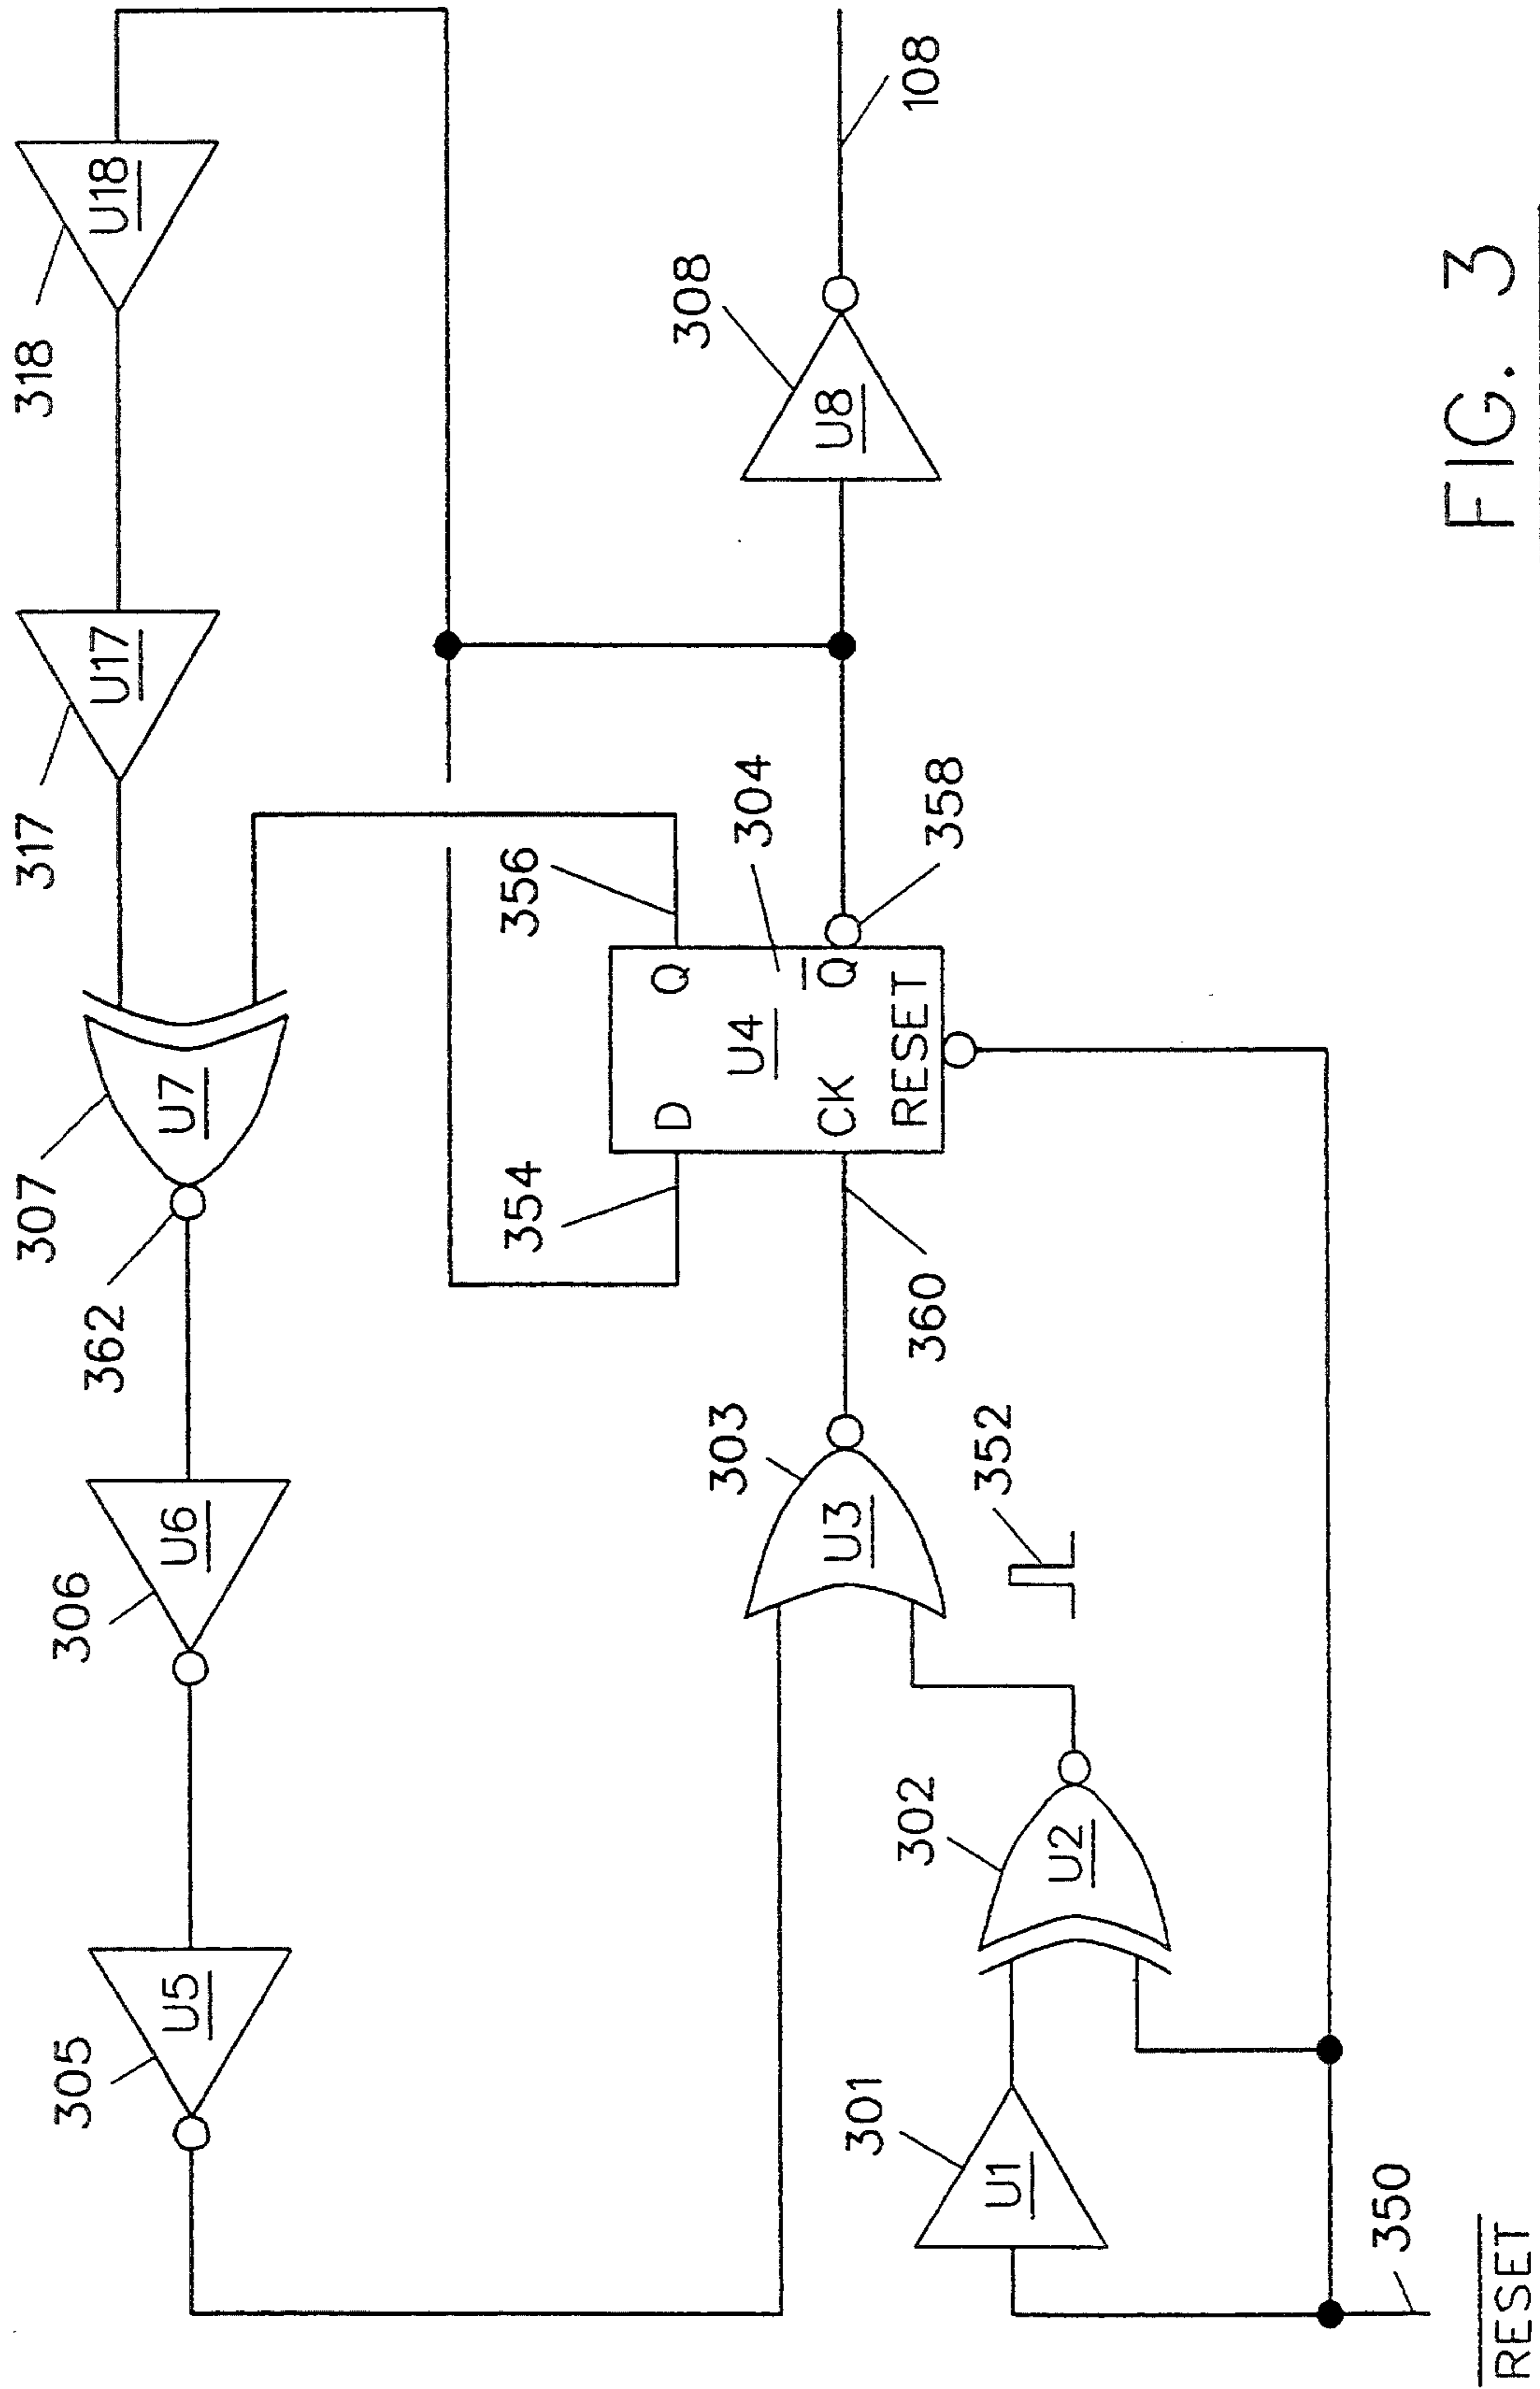 318
U18
317
U17
307
U7
362
306
U6
305
U5
356
354
D
Q
U4
304
CK
Q̅
RESET
358
360
308
U8
108
303
U3
352
302
U2
301
U1
350
R̅E̅S̅E̅T̅
FIG. 3